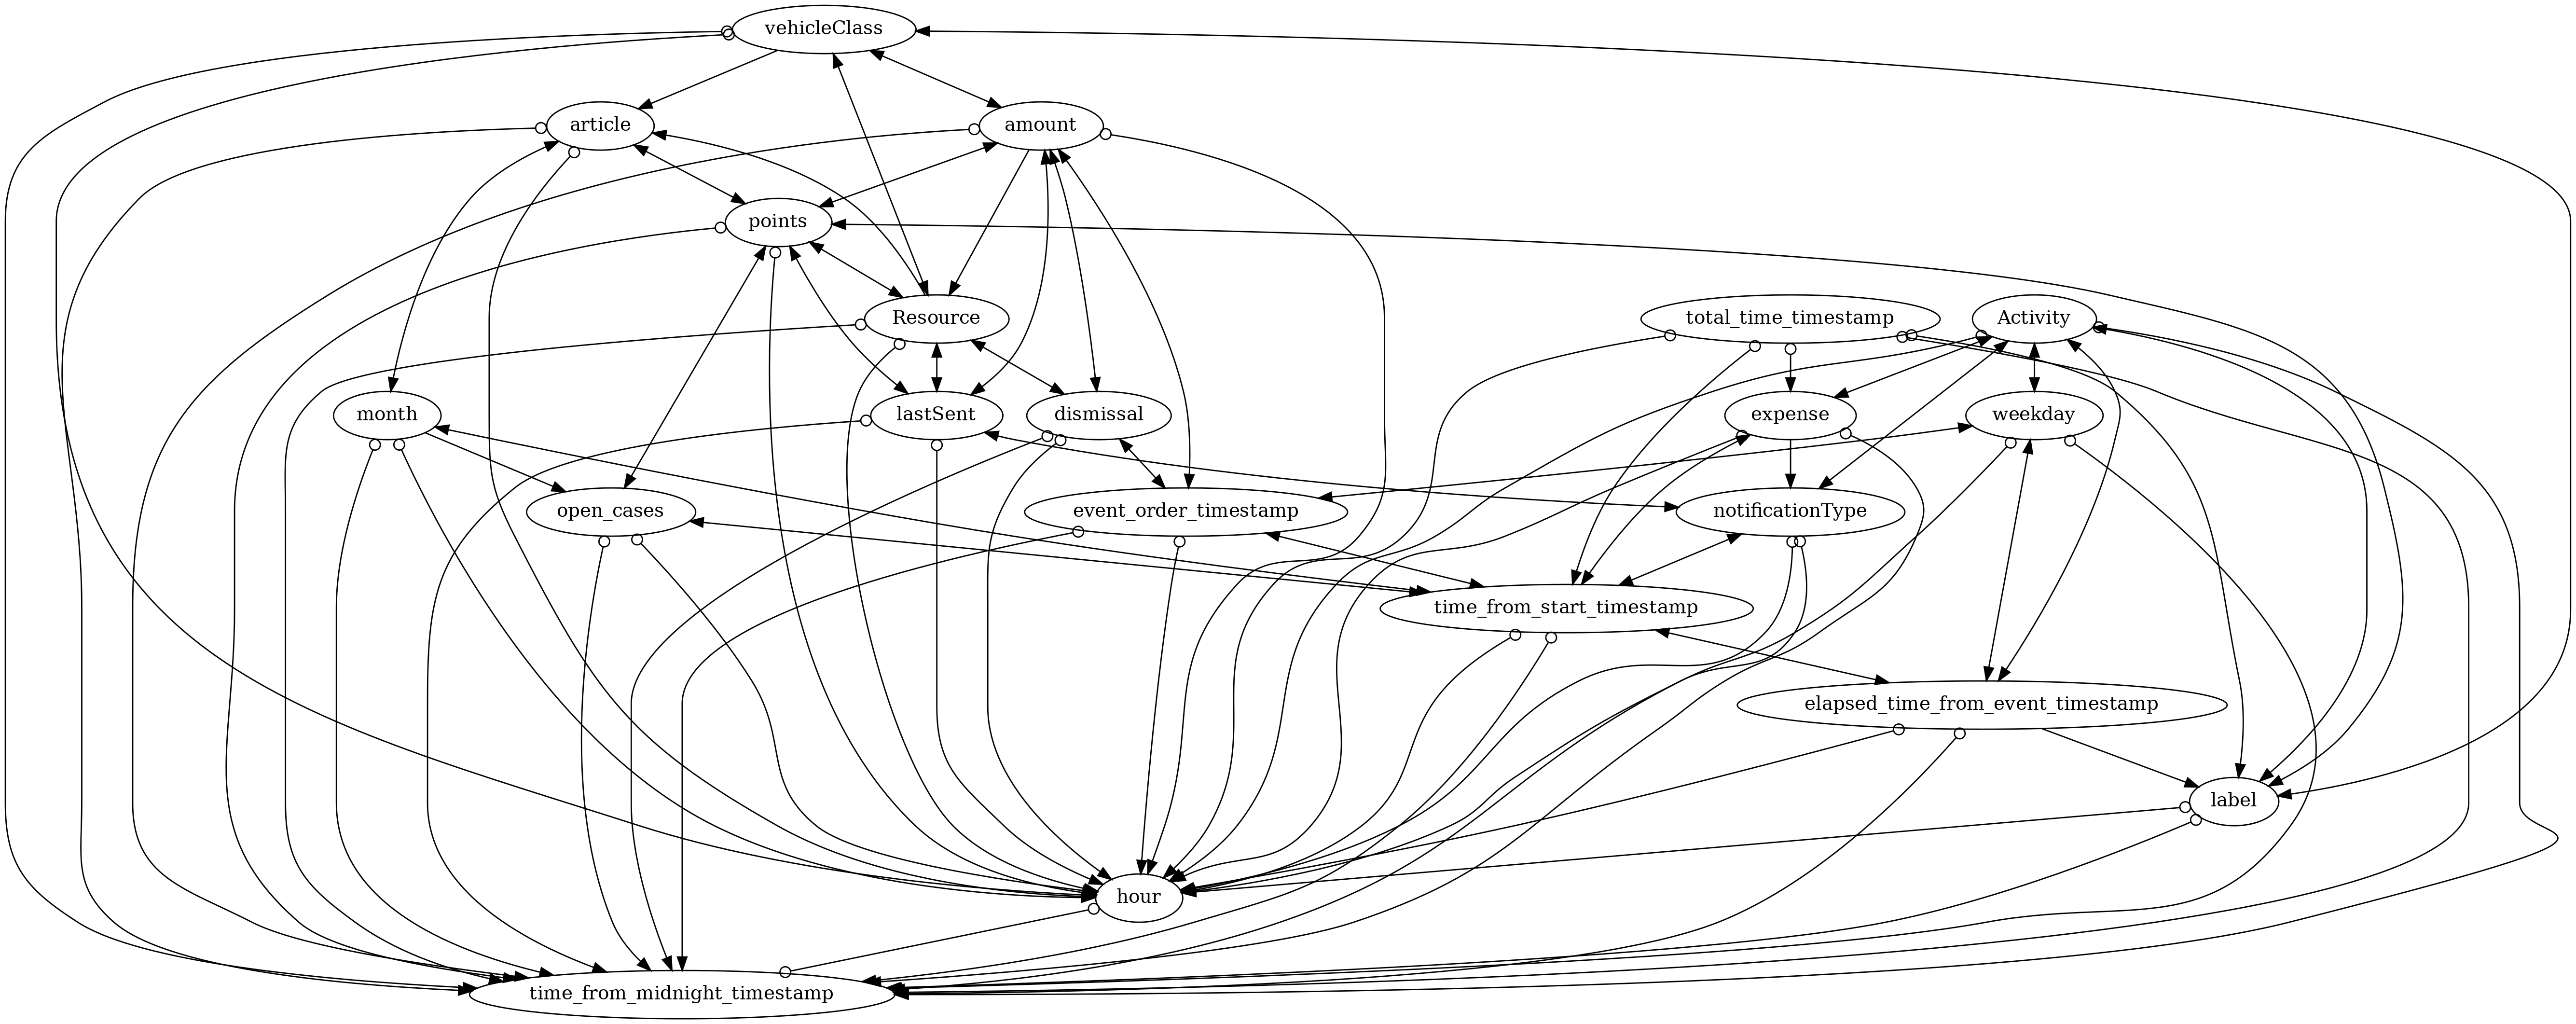 vehicleClass
article
amount
points
Resource
total_time_timestamp
Activity
month
lastSent
dismissal
expense
weekday
open_cases
event_order_timestamp
notificationType
time_from_start_timestamp
elapsed_time_from_event_timestamp
label
hour
time_from_midnight_timestamp